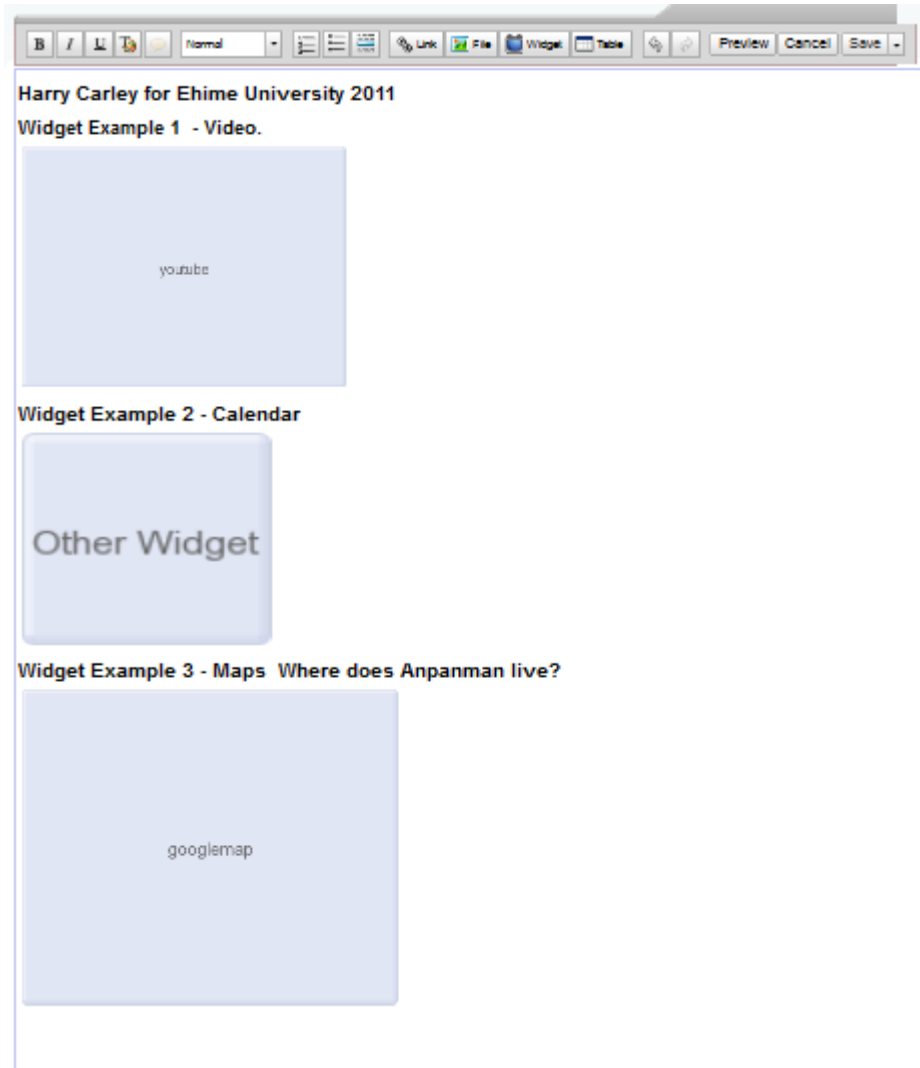 B I U T Normal Link File Widget Table Preview Cancel Save
Harry Carley for Ehime University 2011
Widget Example 1 - Video.
youtube
Widget Example 2 - Calendar
Other Widget
Widget Example 3 - Maps Where does Anpanman live?
googlemap